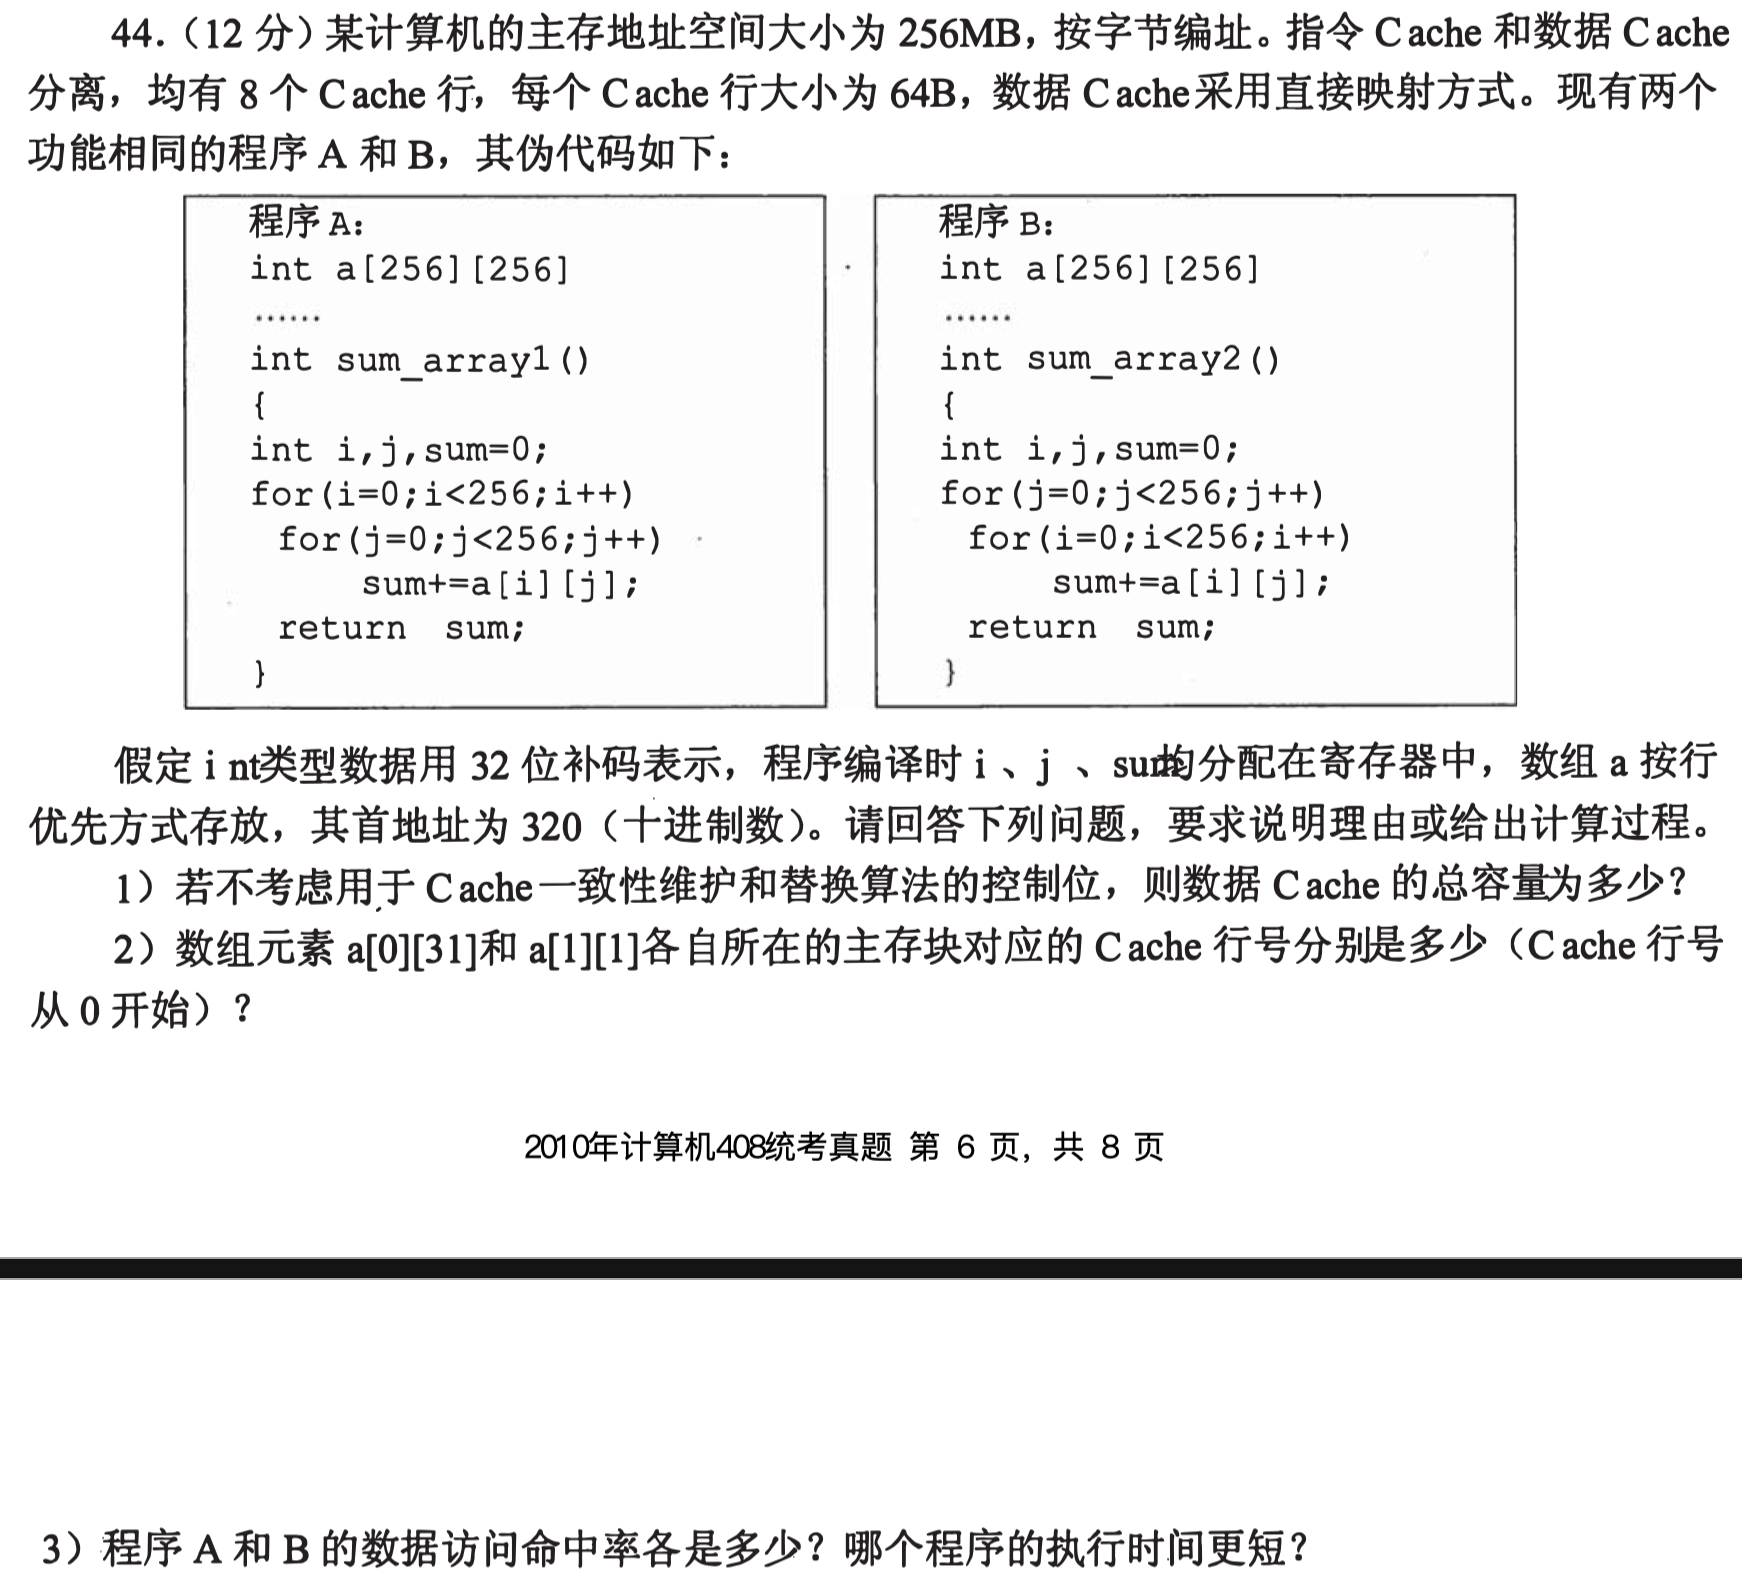 44.（12 分）某计算机的主存地址空间大小为 256MB，按字节编址。指令 Cache 和数据 Cache
分离，均有 8 个 Cache 行，每个 Cache 行大小为 64B，数据 Cache采用直接映射方式。现有两个
功能相同的程序 A 和 B，其伪代码如下：
程序 A：
int a[256][256]
……
int sum_array1()
{
int i,j,sum=0;
for(i=0;i<256;i++)
for(j=0;j<256;j++)
sum+=a[i][j];
return sum;
}
程序 B：
int a[256][256]
……
int sum_array2()
{
int i,j,sum=0;
for(j=0;j<256;j++)
for(i=0;i<256;i++)
sum+=a[i][j];
return sum;
}
假定 int类型数据用 32 位补码表示，程序编译时 i 、j 、sum均分配在寄存器中，数组 a 按行
优先方式存放，其首地址为 320（十进制数）。请回答下列问题，要求说明理由或给出计算过程。
1）若不考虑用于 Cache一致性维护和替换算法的控制位，则数据 Cache 的总容量为多少？
2）数组元素 a[0][31]和 a[1][1]各自所在的主存块对应的 Cache 行号分别是多少（Cache 行号
从 0 开始）？
2010年计算机408统考真题 第 6 页，共 8 页
3）程序 A 和 B 的数据访问命中率各是多少？哪个程序的执行时间更短？